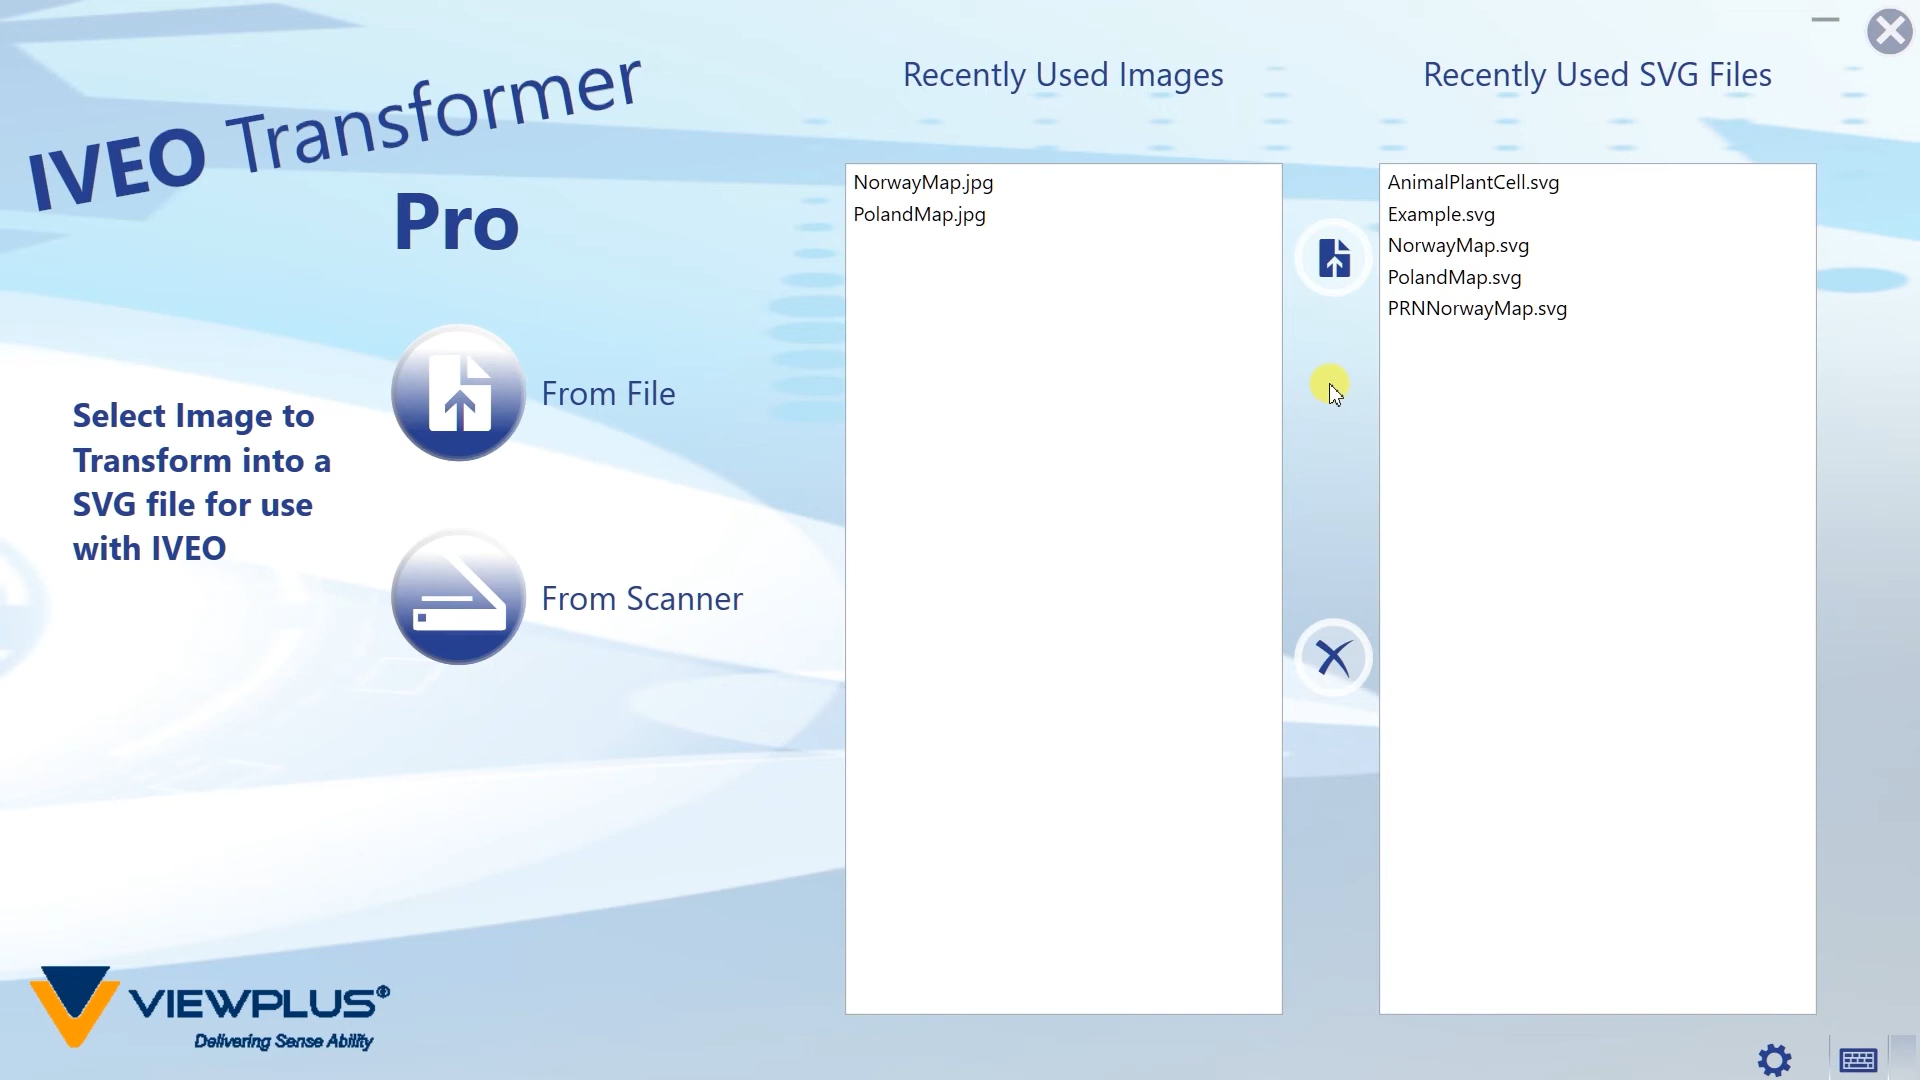 IVEO Transformer
Pro
Recently Used Images
Recently Used SVG Files
NorwayMap.jpg
PolandMap.jpg
AnimalPlantCell.svg
Example.svg
NorwayMap.svg
PolandMap.svg
PRNNorwayMap.svg
Select Image to
Transform into a
SVG file for use
with IVEO
From File
From Scanner
VIEWPLUS®
Delivering Sense Ability